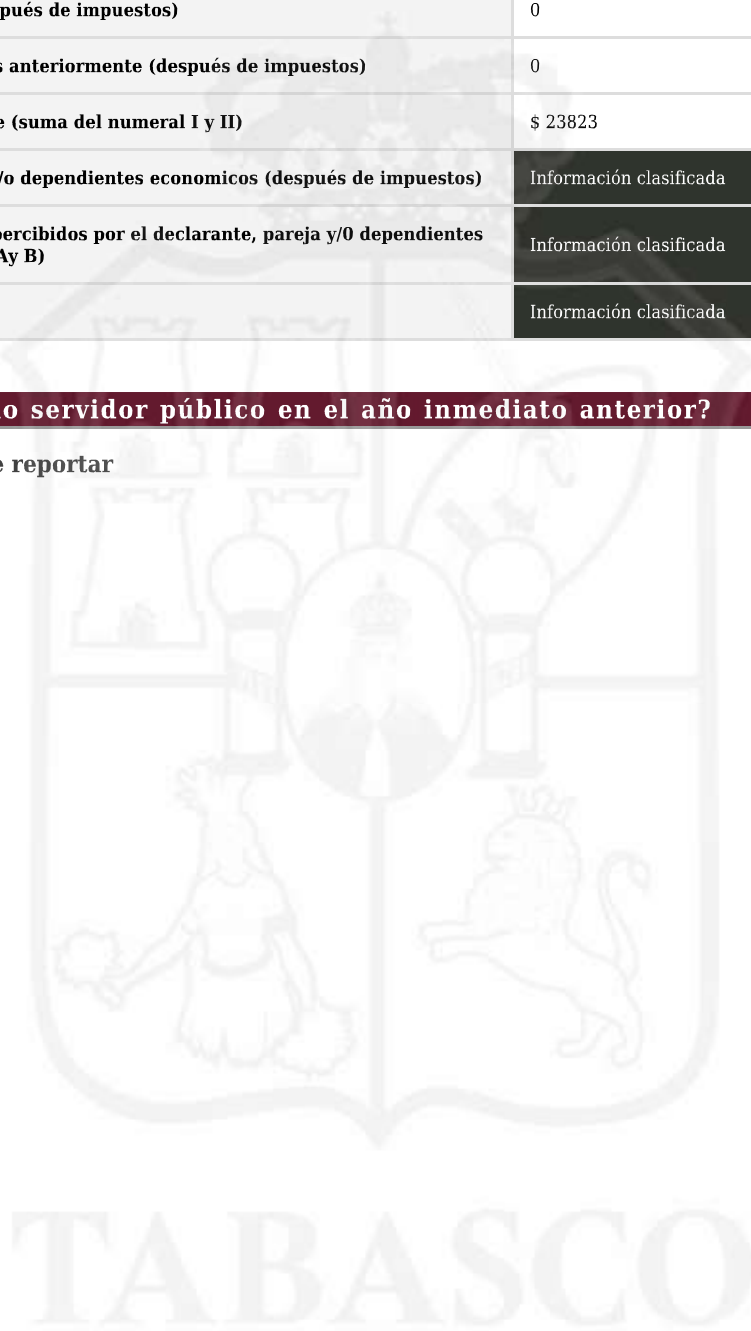 pués de impuestos)
0
s anteriormente (después de impuestos)
0
e (suma del numeral I y II)
$ 23823
/o dependientes economicos (después de impuestos)
Información clasificada
percibidos por el declarante, pareja y/0 dependientes
Ay B)
Información clasificada
Información clasificada
o servidor público en el año inmediato anterior?
e reportar
TABASCO